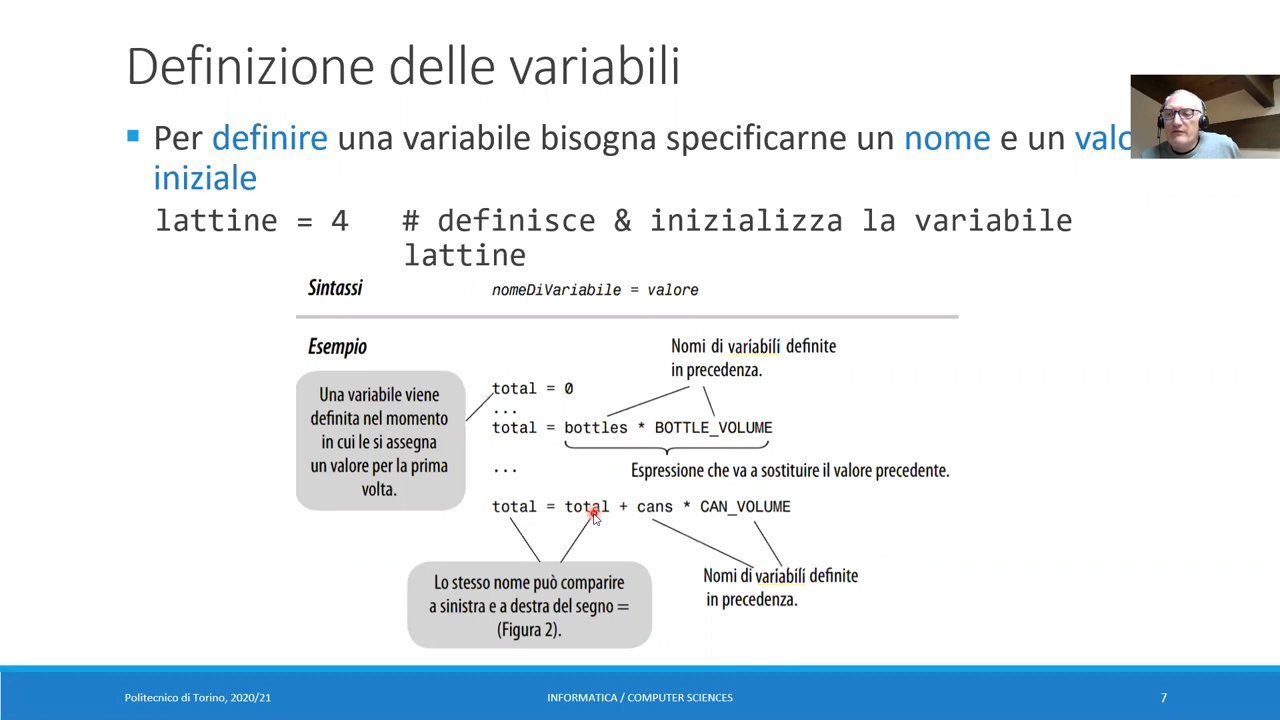 Definizione delle variabili
Per definire una variabile bisogna specificarne un nome e un
iniziale
lattine = 4 # definisce & inizializza la variabile
lattine
Sintassi nomeDiVariabile = valore
Esempio
Nomi di variabili definite
in precedenza.
Una variabile viene
definita nel momento
in cui le si assegna
un valore per la prima
volta.
total = 0
...
total = bottles * BOTTLE_VOLUME
Espressione che va a sostituire il valore precedente.
...
total = total + cans * CAN_VOLUME
Lo stesso nome può comparire
a sinistra e a destra del segno =
(Figura 2).
Nomi di variabili definite
in precedenza.
Politecnico di Torino, 2020/21 INFORMATICA / COMPUTER SCIENCES 7